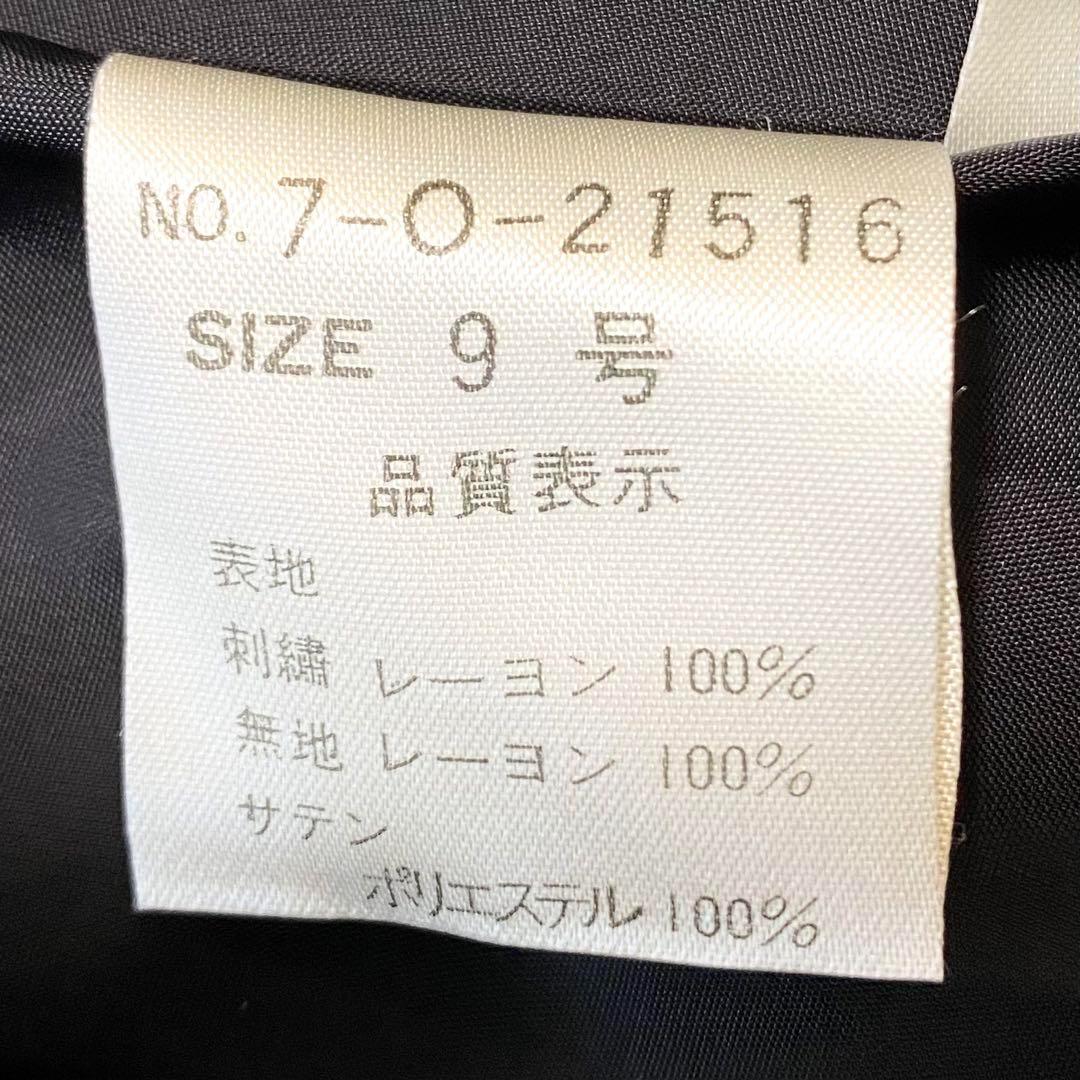 NO. 7-O-21516
SIZE 9 号
品質表示
表地
刺繍 レーヨン 100%
無地 レーヨン 100%
サテン
ポリエステル 100%